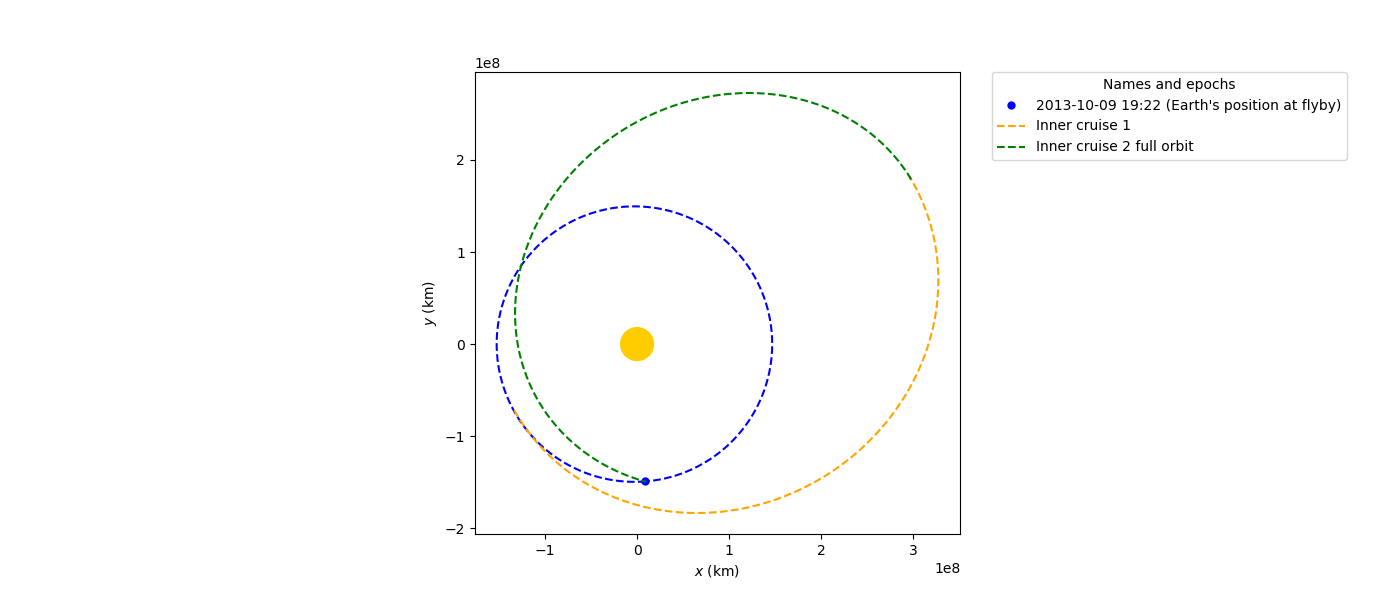 1e8
2
1
0
−1
−2
y (km)
−1
0
1
2
3
1e8
x (km)
Names and epochs
2013-10-09 19:22 (Earth's position at flyby)
Inner cruise 1
Inner cruise 2 full orbit